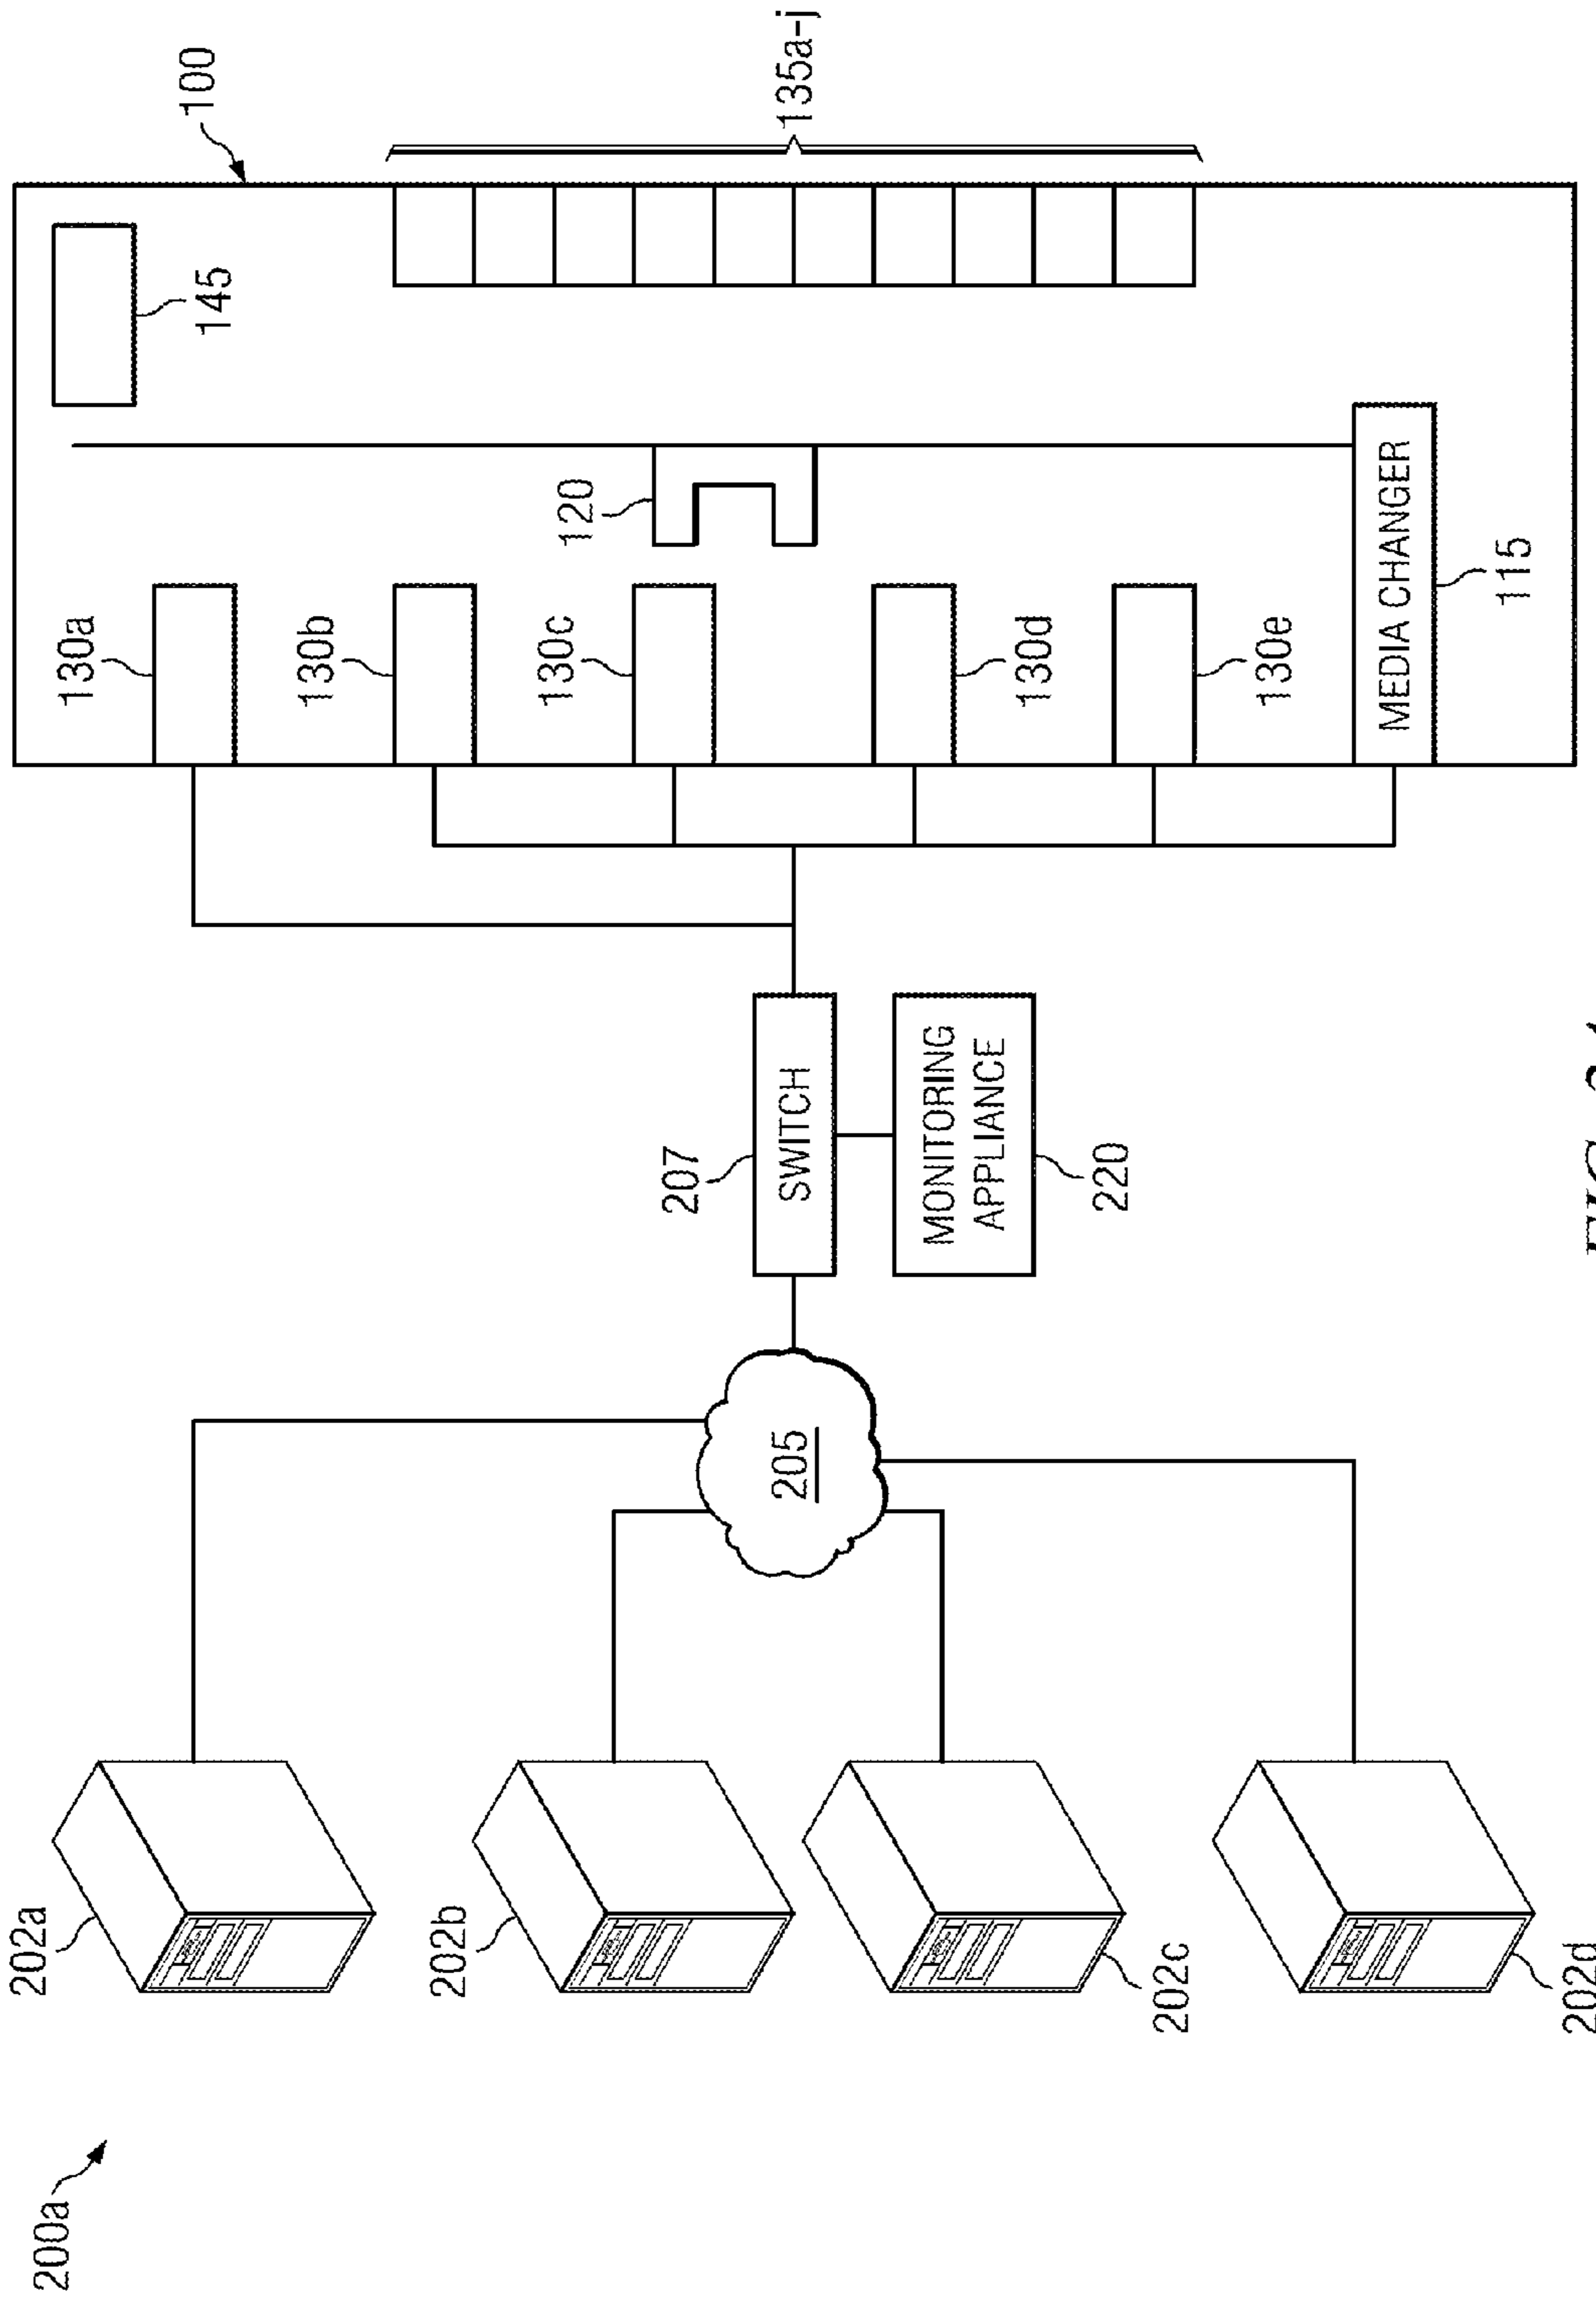 200a
202a
202b
202c
202d
205
207
SWITCH
MONITORING
APPLIANCE
220
130a
130b
130c
130d
130e
120
MEDIA CHANGER
115
145
100
135a-j